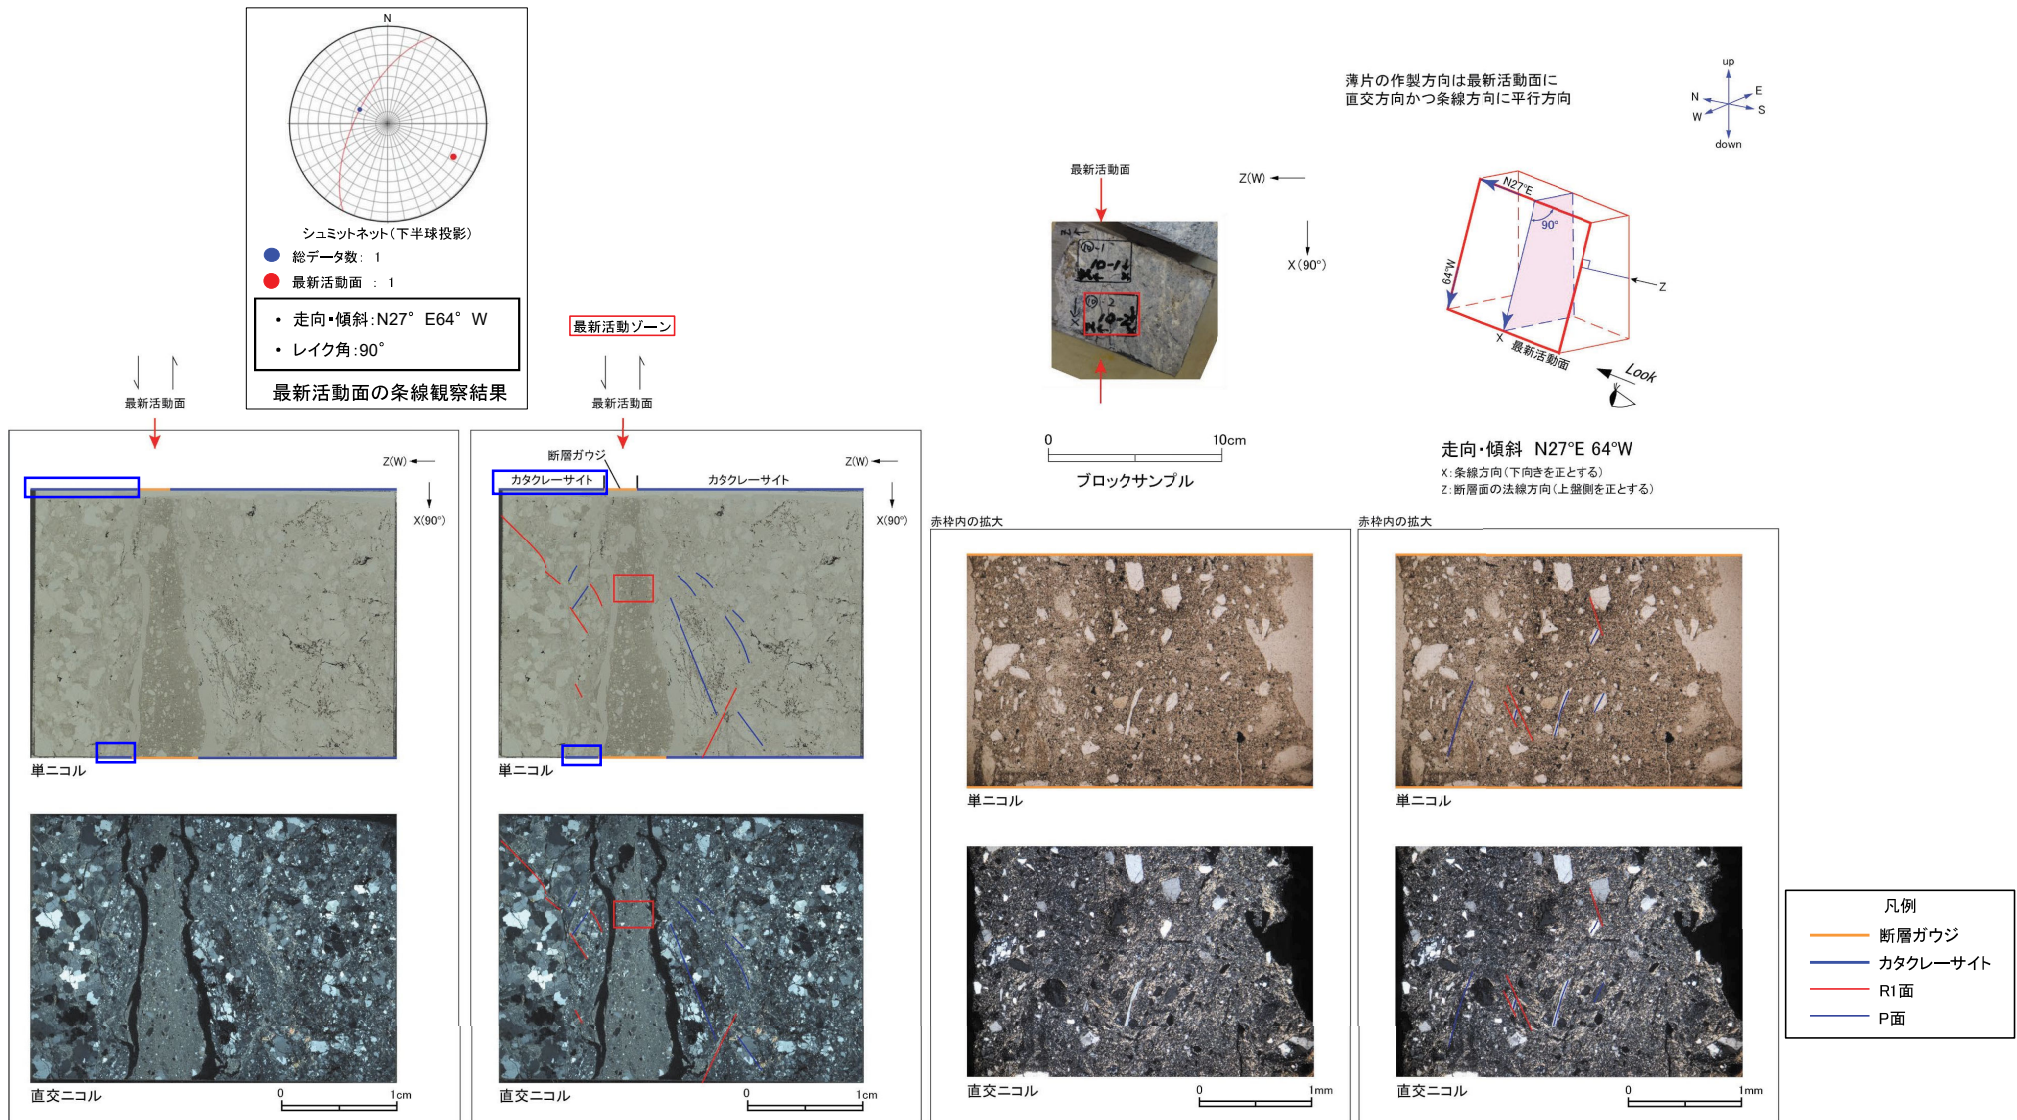 N
シュミットネット(下半球投影)
総データ数: 1
最新活動面 : 1
• 走向・傾斜:N27° E64° W
• レイク角:90°
最新活動面の条線観察結果
最新活動ゾーン
最新活動面
最新活動面
Z(W)
X(90°)
単ニコル
直交ニコル
0 1cm
断層ガウジ
カタクレーサイト
カタクレーサイト
Z(W)
X(90°)
単ニコル
直交ニコル
0 1cm
最新活動面
Z(W)
X(90°)
Z
⑩-1
10-1
X
⑩-2
10-2
0 10cm
ブロックサンプル
薄片の作製方向は最新活動面に
直交方向かつ条線方向に平行方向
up
N E
W S
down
N27°E
90°
64°W
Z
X
最新活動面
Look
走向・傾斜 N27°E 64°W
X:条線方向(下向きを正とする)
Z:断層面の法線方向(上盤側を正とする)
赤枠内の拡大
単ニコル
直交ニコル
0 1mm
赤枠内の拡大
単ニコル
直交ニコル
0 1mm
凡例
断層ガウジ
カタクレーサイト
R1面
P面